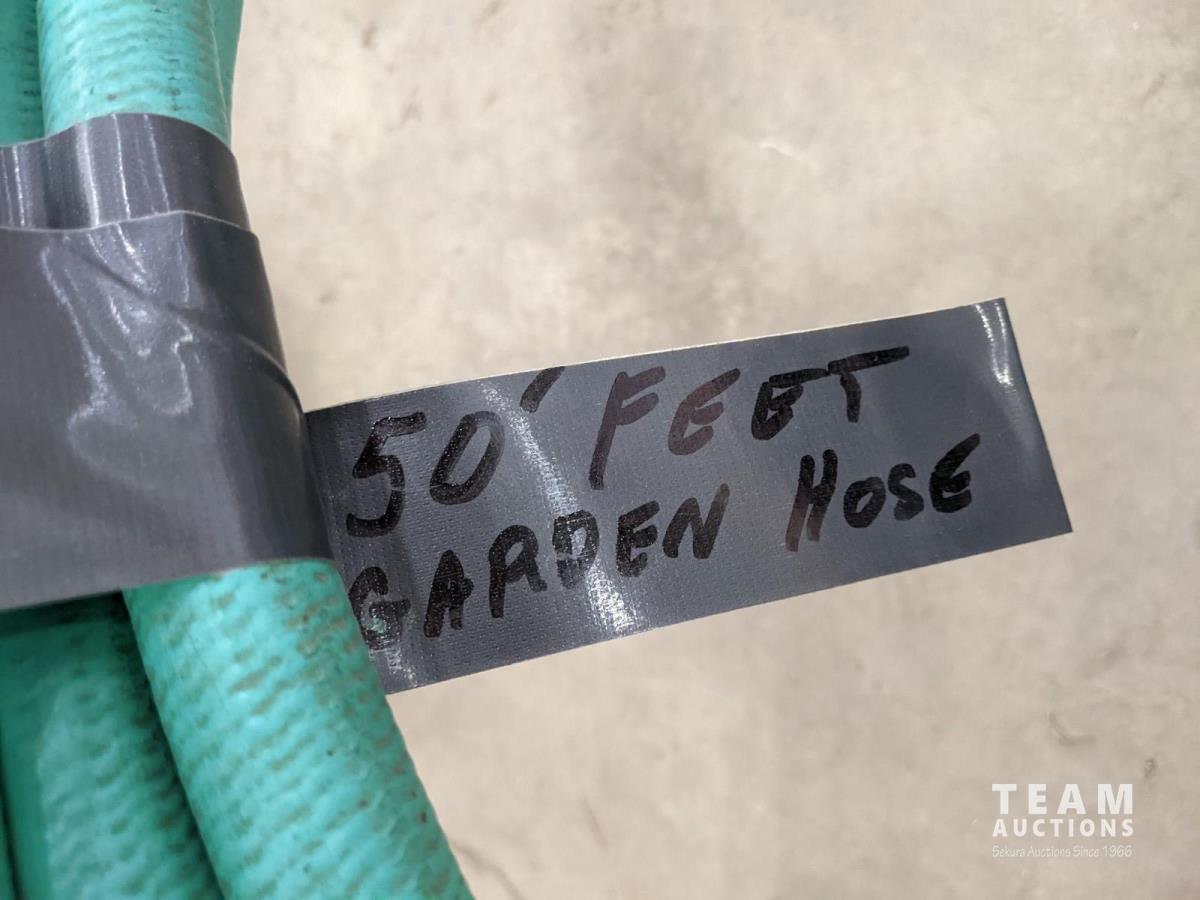 50' FEET
GARDEN HOSE
TEAM
AUCTIONS
Sekura Auctions Since 1966